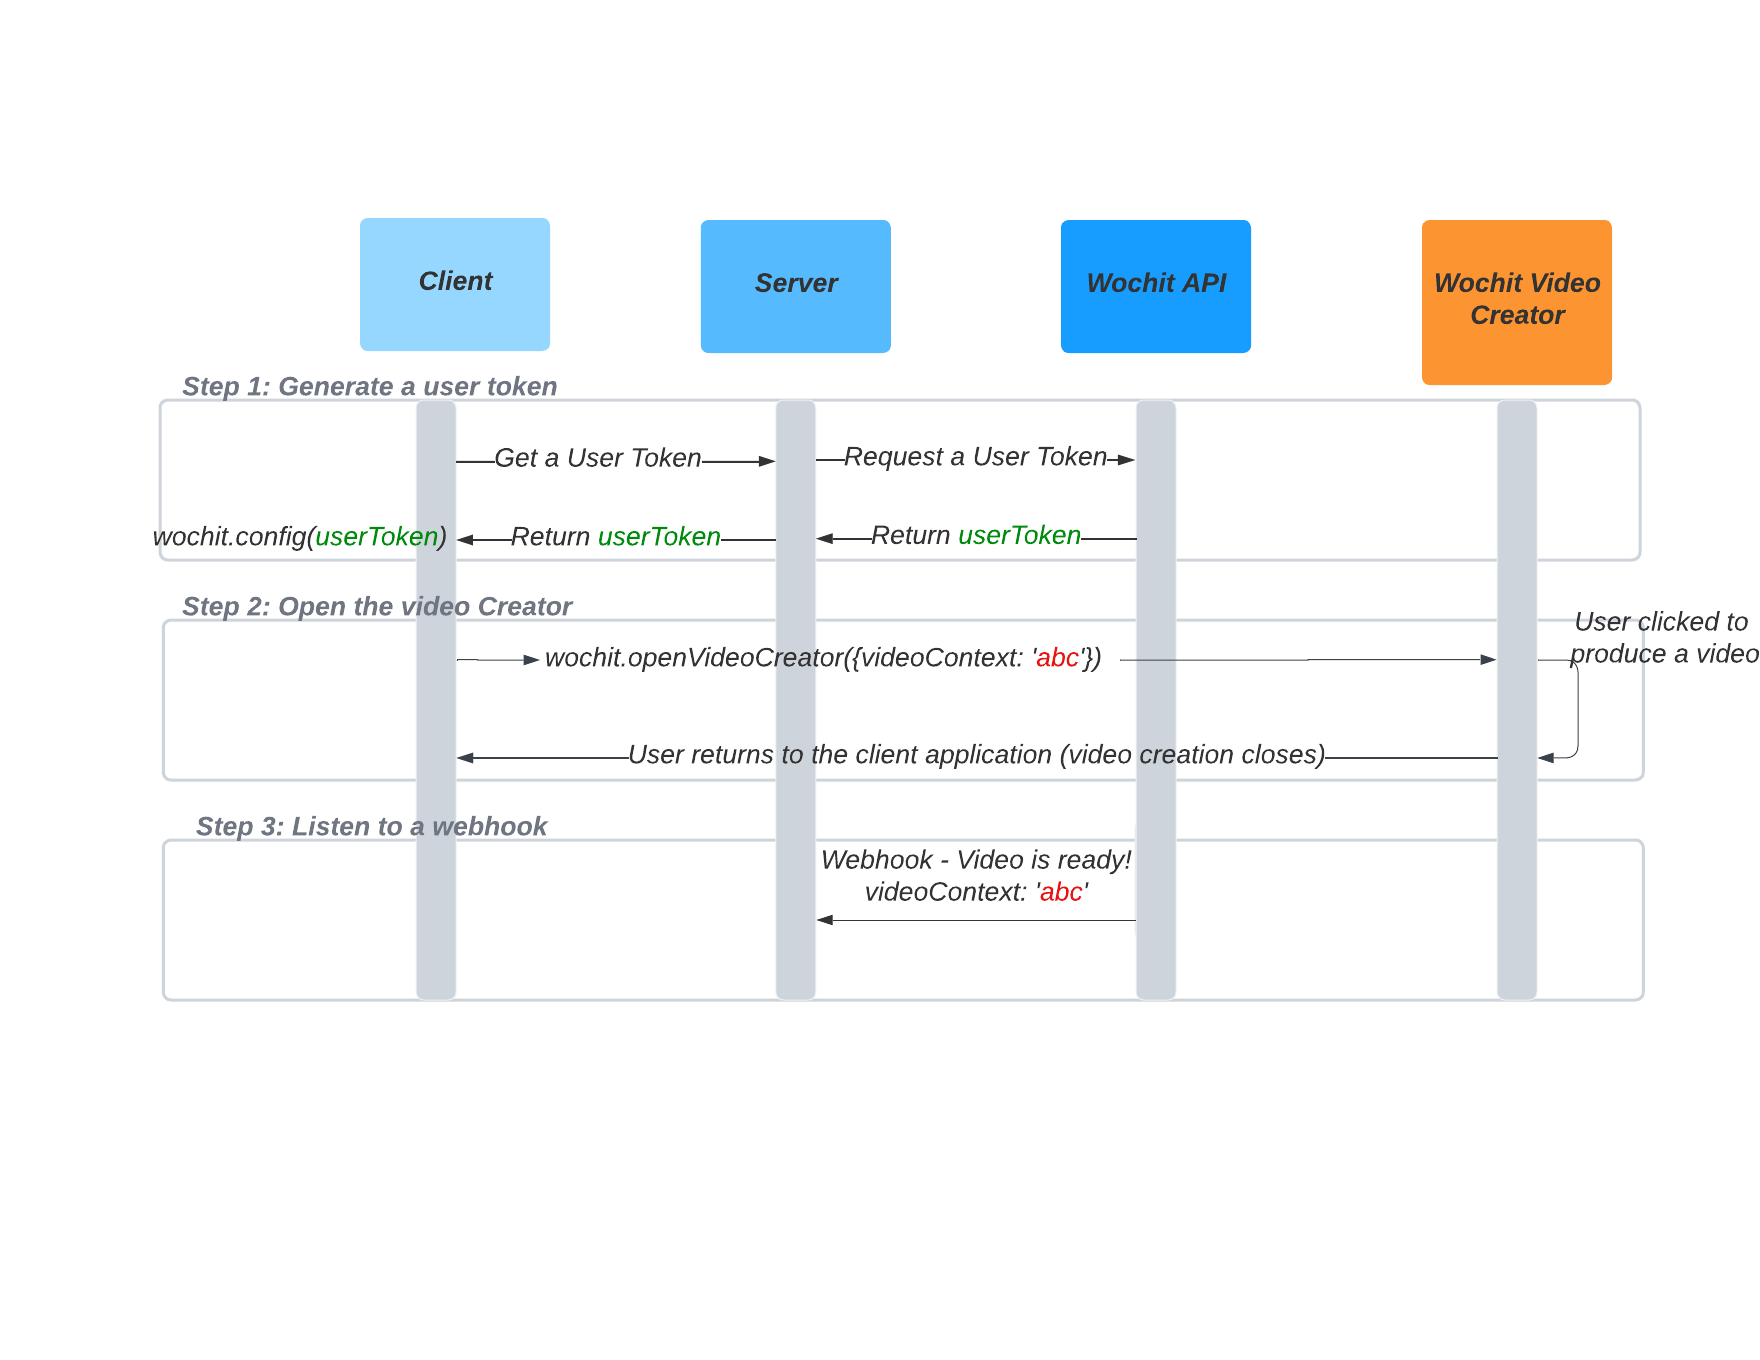 Client
Server
Wochit API
Wochit Video
Creator
Step 1: Generate a user token
Get a User Token
Request a User Token
wochit.config(userToken)
Return userToken
Return userToken
Step 2: Open the video Creator
User clicked to
produce a video
wochit.openVideoCreator({videoContext: 'abc'})
User returns to the client application (video creation closes)
Step 3: Listen to a webhook
Webhook - Video is ready!
videoContext: 'abc'